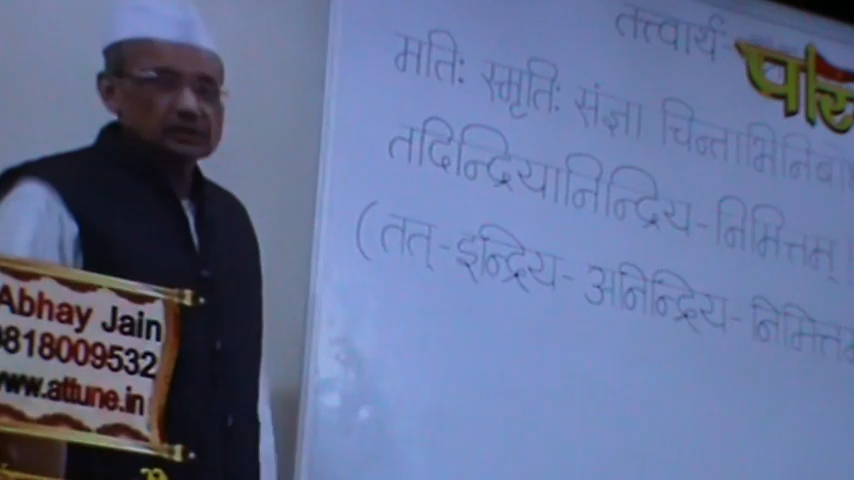 तत्त्वार्थ-
मतिः स्मृतिः संज्ञा चिन्ताभिनिबो
तदिन्द्रियानिन्द्रिय-निमित्तम्
(तत्-इन्द्रिय-अनिन्द्रिय-निमित्त
Abhay Jain
9818009532
www.attune.in